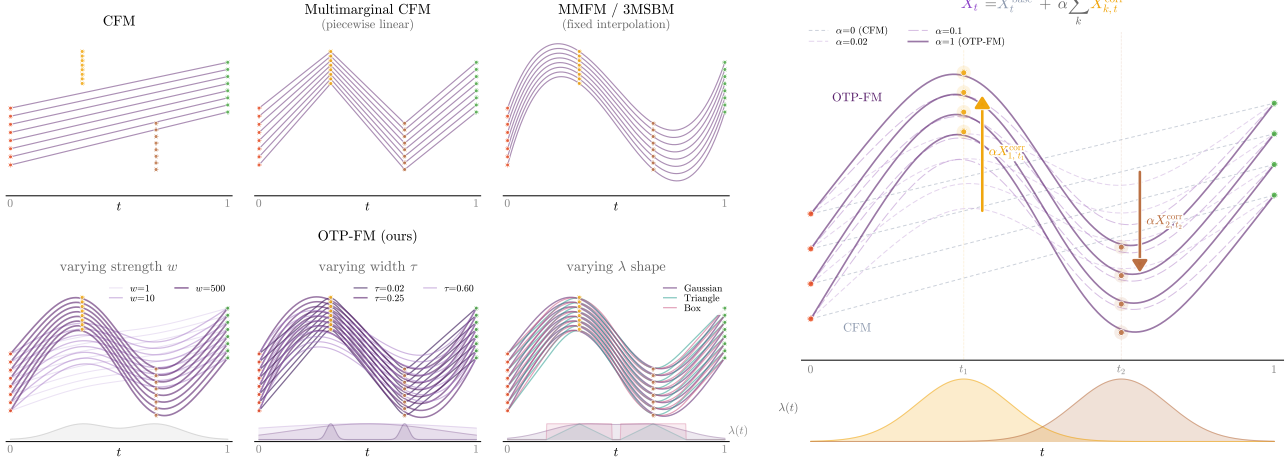 CFM
Multimarginal CFM
(piecewise linear)
MMFM / 3MSBM
(fixed interpolation)
0 t 1
0 t 1
0 t 1
OTP-FM (ours)
varying strength w
w=1
w=10
w=500
varying width τ
τ=0.02
τ=0.25
τ=0.60
varying λ shape
Gaussian
Triangle
Box
λ(t)
0 t 1
0 t 1
0 t 1
α=0 (CFM)
α=0.02
α=0.1
α=1 (OTP-FM)
OTP-FM
CFM
0 t₁ t₂ 1
λ(t)
t